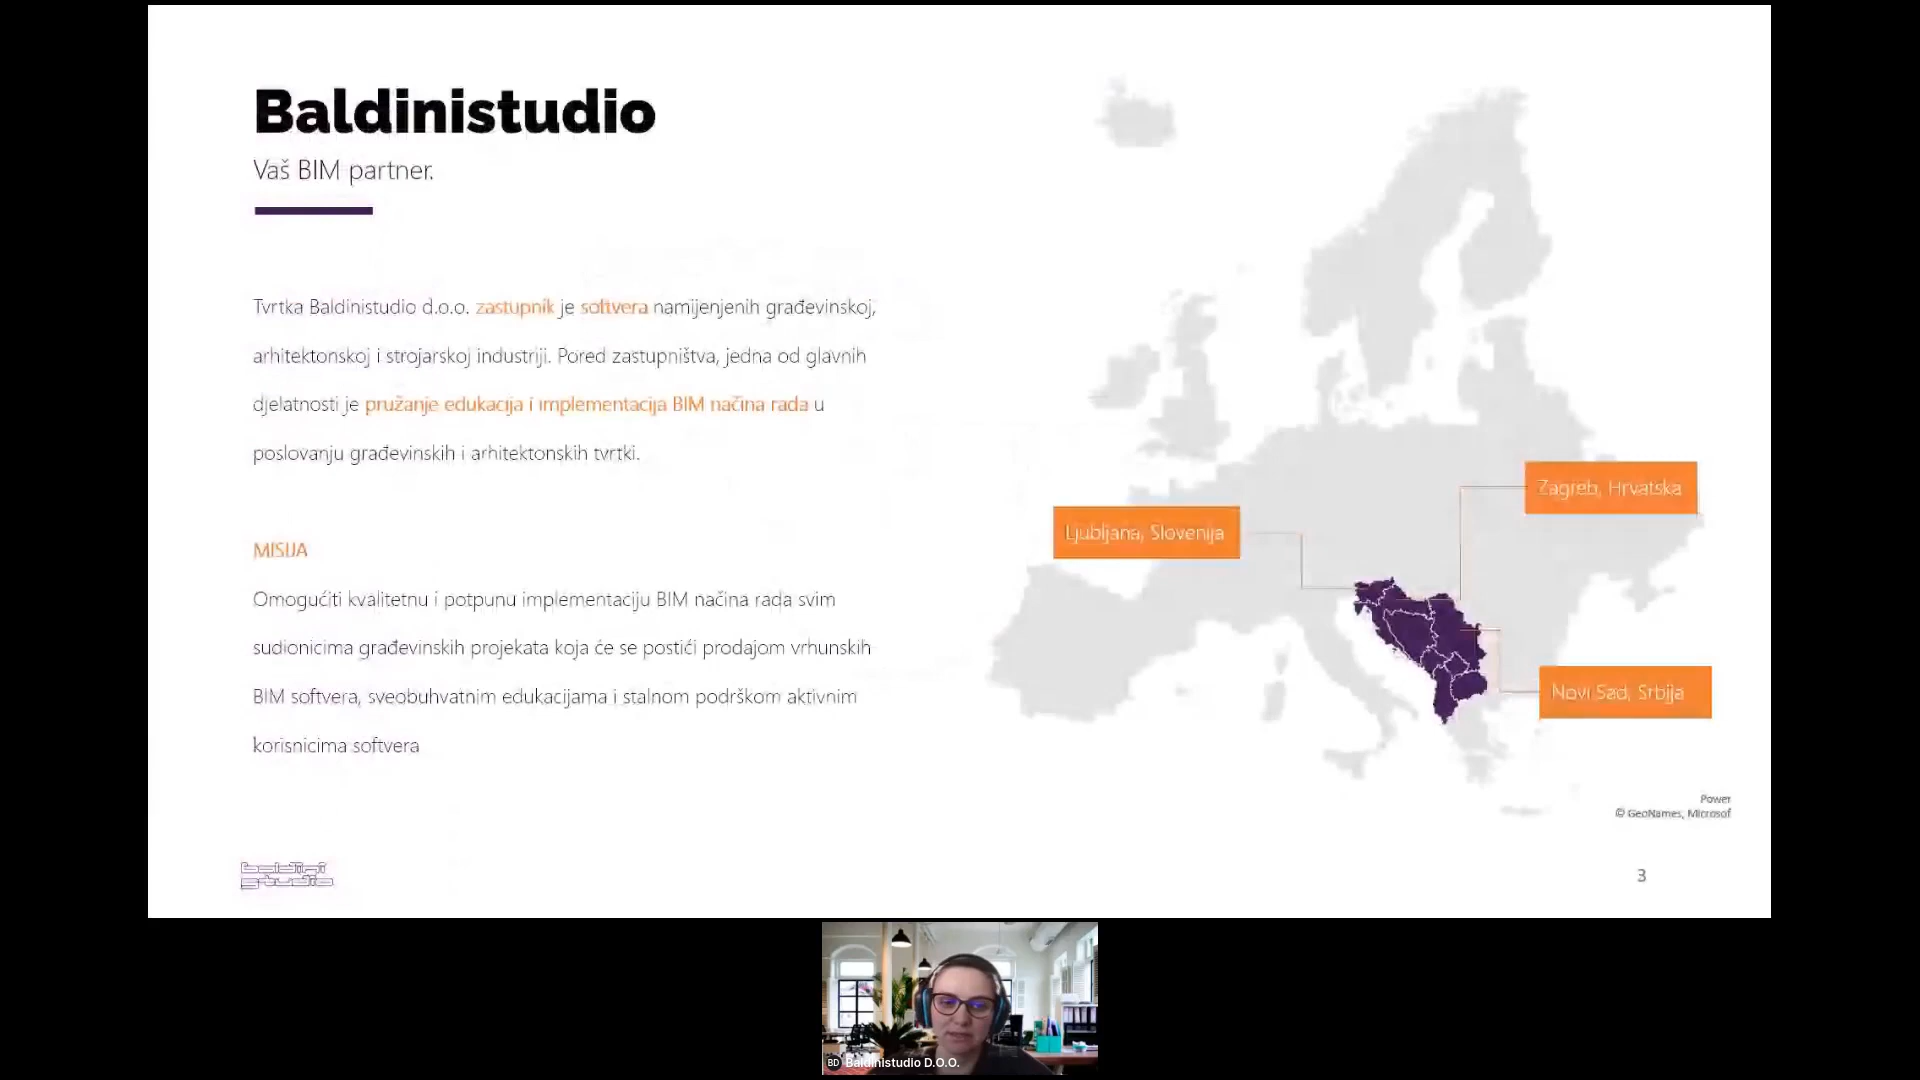 Baldinistudio
Vaš BIM partner.
Tvrtka Baldinistudio d.o.o. zastupnik je softvera namijenjenih građevinskoj,
arhitektonskoj i strojarskoj industriji. Pored zastupništva, jedna od glavnih
djelatnosti je pružanje edukacija i implementacija BIM načina rada u
poslovanju građevinskih i arhitektonskih tvrtki.
MISIJA
Omogućiti kvalitetnu i potpunu implementaciju BIM načina rada svim
sudionicima građevinskih projekata koja će se postići prodajom vrhunskih
BIM softvera, sveobuhvatnim edukacijama i stalnom podrškom aktivnim
korisnicima softvera
Zagreb, Hrvatska
Ljubljana, Slovenija
Novi Sad, Srbija
Power
© GeoNames, Microsof
baldini
studio
3
BD Baldinistudio D.O.O.